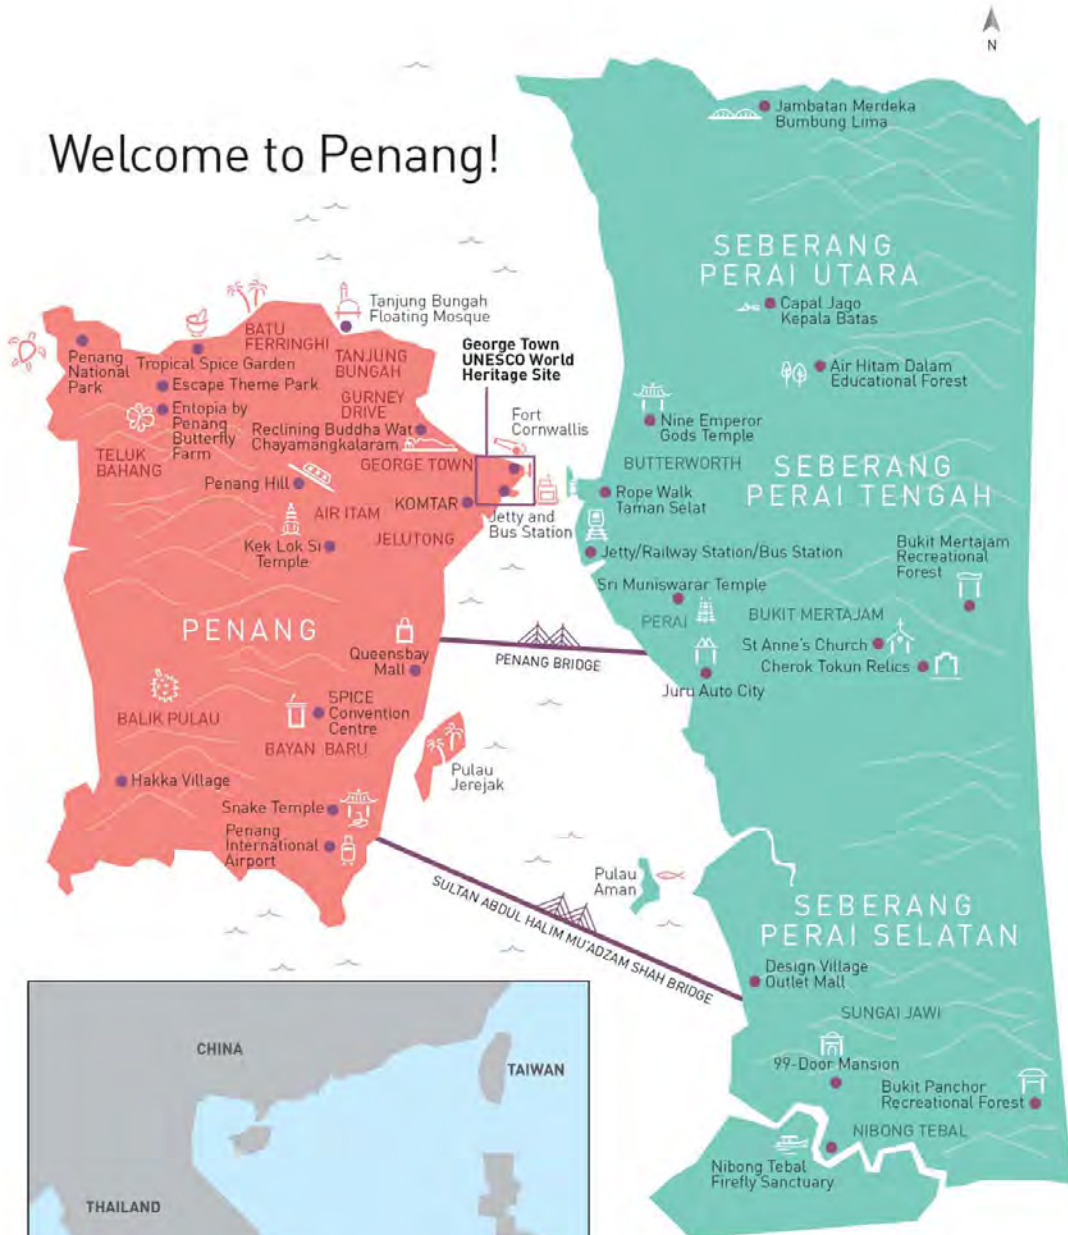 N
Welcome to Penang!
Jambatan Merdeka
Bumbung Lima
SEBERANG
PERAI UTARA
Capal Jago
Kepala Batas
Air Hitam Dalam
Educational Forest
Nine Emperor
Gods Temple
BUTTERWORTH
SEBERANG
PERAI TENGAH
Rope Walk
Taman Selat
Jetty/Railway Station/Bus Station
Bukit Mertajam
Recreational
Forest
Sri Muniswarar Temple
PERAI
BUKIT MERTAJAM
St Anne's Church
Cherok Tokun Relics
Juru Auto City
Tanjung Bungah
Floating Mosque
BATU
FERRINGHI
Penang
National
Park
Tropical Spice Garden
TANJUNG
BUNGAH
George Town
UNESCO World
Heritage Site
Escape Theme Park
Entopia by
Penang
Butterfly
Farm
GURNEY
DRIVE
Reclining Buddha Wat
Chayamangkalaram
Fort
Cornwallis
TELUK
BAHANG
GEORGE TOWN
Penang Hill
KOMTAR
AIR ITAM
Jetty and
Bus Station
JELUTONG
Kek Lok Si
Temple
PENANG
Queensbay
Mall
PENANG BRIDGE
SPICE
Convention
Centre
BALIK PULAU
BAYAN BARU
Pulau
Jerejak
Hakka Village
Snake Temple
Penang
International
Airport
SULTAN ABDUL HALIM MU'ADZAM SHAH BRIDGE
Pulau
Aman
SEBERANG
PERAI SELATAN
Design Village
Outlet Mall
SUNGAI JAWI
99-Door Mansion
Bukit Panchor
Recreational Forest
NIBONG TEBAL
Nibong Tebal
Firefly Sanctuary
CHINA
TAIWAN
THAILAND